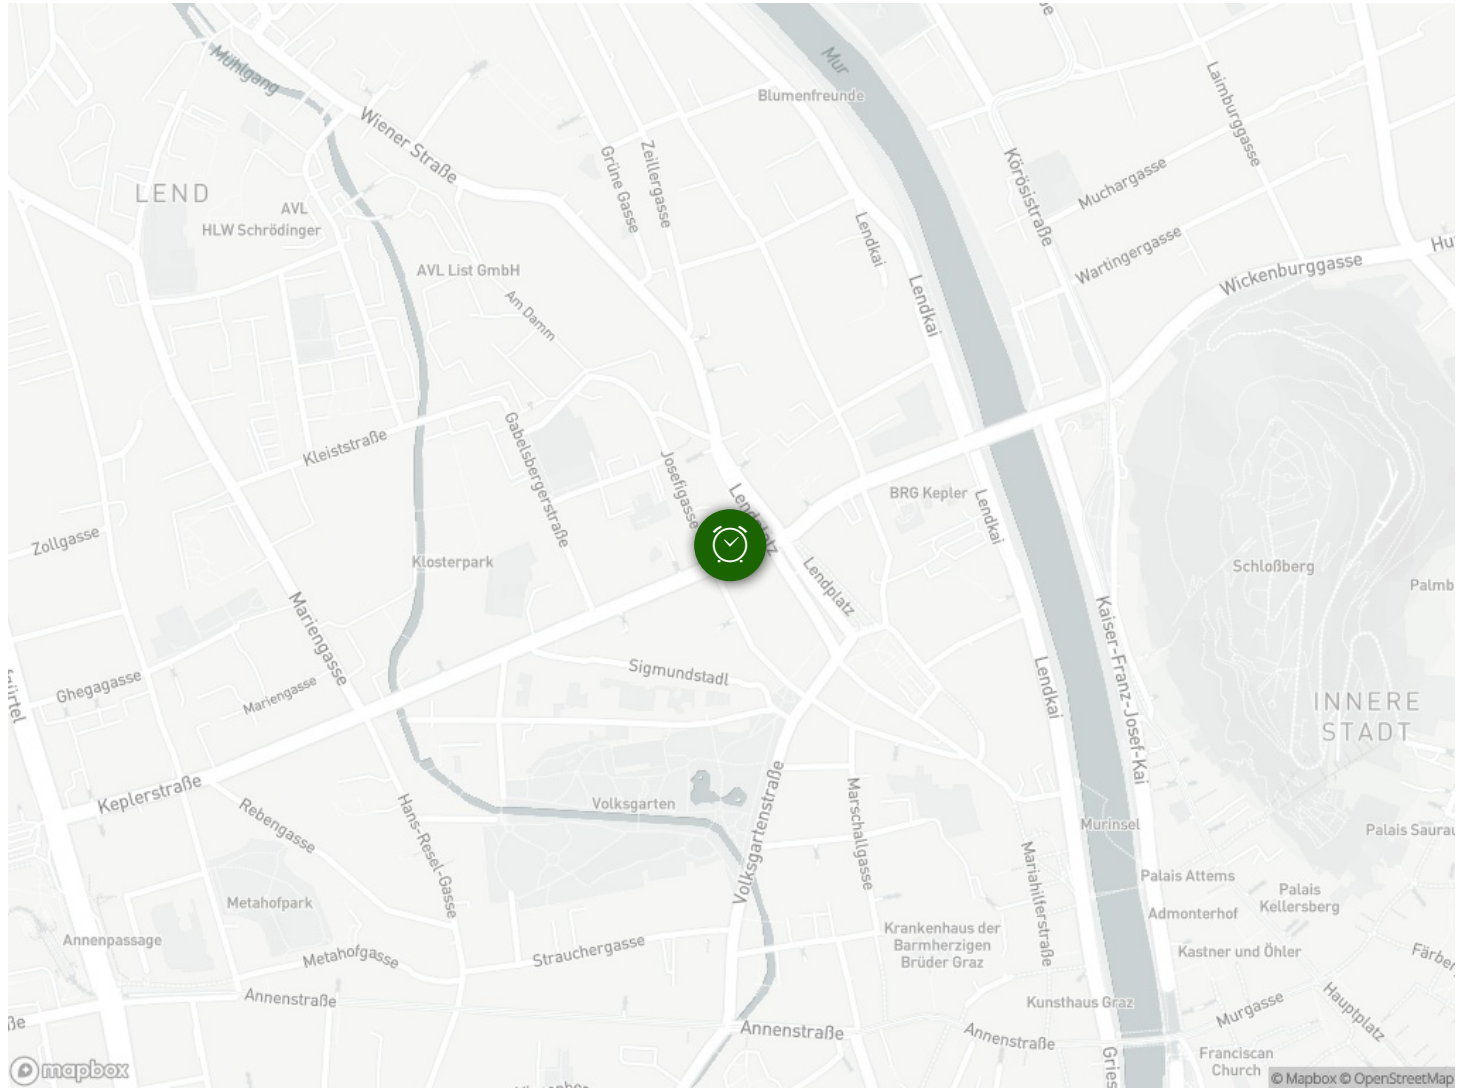 Mühlgang
Mur
Blumenfreunde
Laimburggasse
Wiener Straße
Grüne Gasse
Zeillergasse
Körösistraße
Muchargasse
LEND
AVL
HLW Schrödinger
Lendkai
Wartingergasse
Wickenburggasse
AVL List GmbH
Am Damm
Lendkai
Kleiststraße
Gabelsbergerstraße
Josefigasse
Lendplatz
BRG Kepler
Lendkai
Zollgasse
Klosterpark
Lendplatz
Schloßberg
Palmb
Mariengasse
Kaiser-Franz-Josef-Kai
Ghegagasse
Mariengasse
Sigmundstadl
Lendkai
INNERE
STADT
Keplerstraße
Rebengasse
Hans-Resel-Gasse
Volksgarten
Volksgartenstraße
Marschallgasse
Murinsel
Palais Saurau
Mariahilferstraße
Palais Attems
Palais
Kellersberg
Metahofpark
Admonterhof
Annenpassage
Metahofgasse
Strauchergasse
Krankenhaus der
Barmherzigen
Brüder Graz
Kastner und Öhler
Annenstraße
Kunsthaus Graz
Murgasse
Hauptplatz
Annenstraße
Annenstraße
Gries
Franciscan
Church
mapbox
© Mapbox © OpenStreetMap